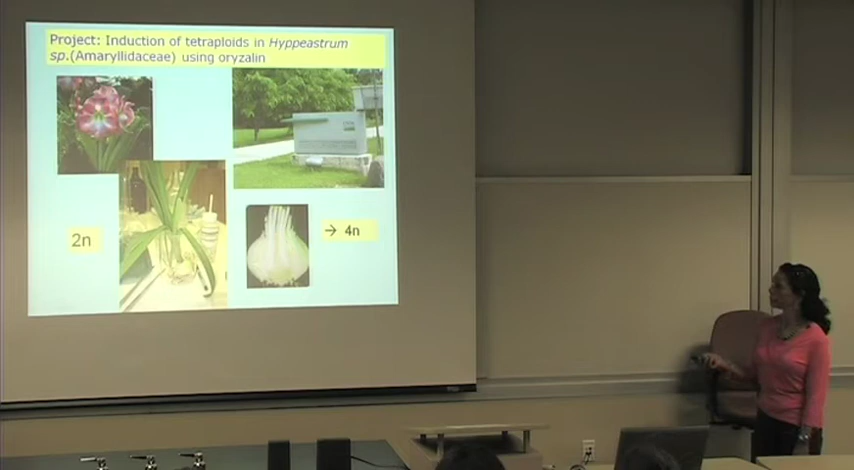 Project: Induction of tetraploids in Hyppeastrum
sp.(Amaryllidaceae) using oryzalin
2n
→ 4n